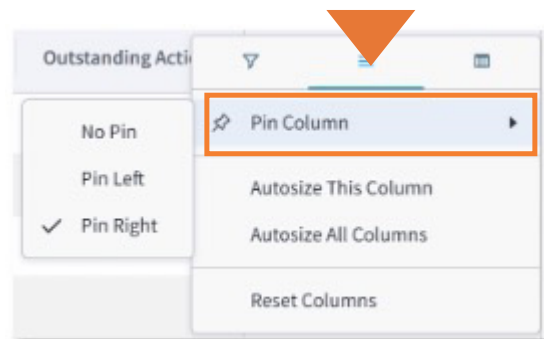 Outstanding Acti
Pin Column
No Pin
Pin Left
Pin Right
Autosize This Column
Autosize All Columns
Reset Columns